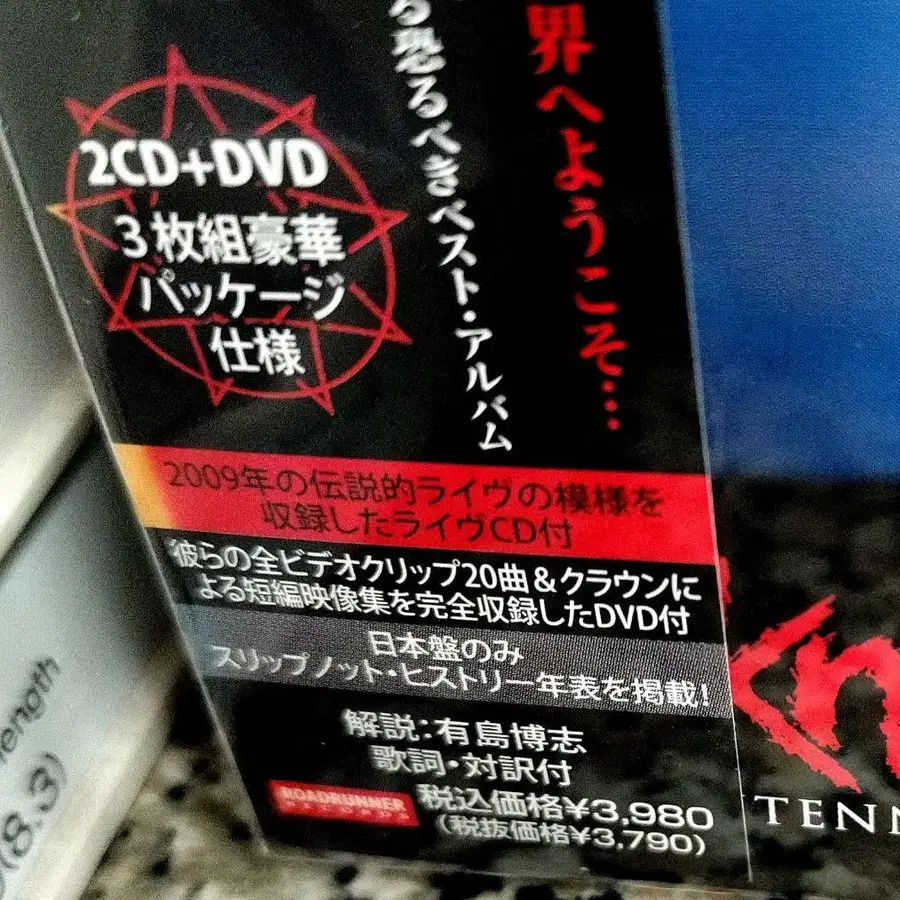 界へようこそ…
る恐るべきベスト・アルバム
2CD+DVD
3枚組豪華
パッケージ
仕様
2009年の伝説的ライヴの模様を
収録したライヴCD付
彼らの全ビデオクリップ20曲&クラウンに
よる短編映像集を完全収録したDVD付
日本盤のみ
スリップノット・ヒストリー年表を掲載!
解説:有島博志
歌詞・対訳付
ROADRUNNER
RECORDS
税込価格¥3,980
(税抜価格¥3,790)
TENN
ength
(8.3)